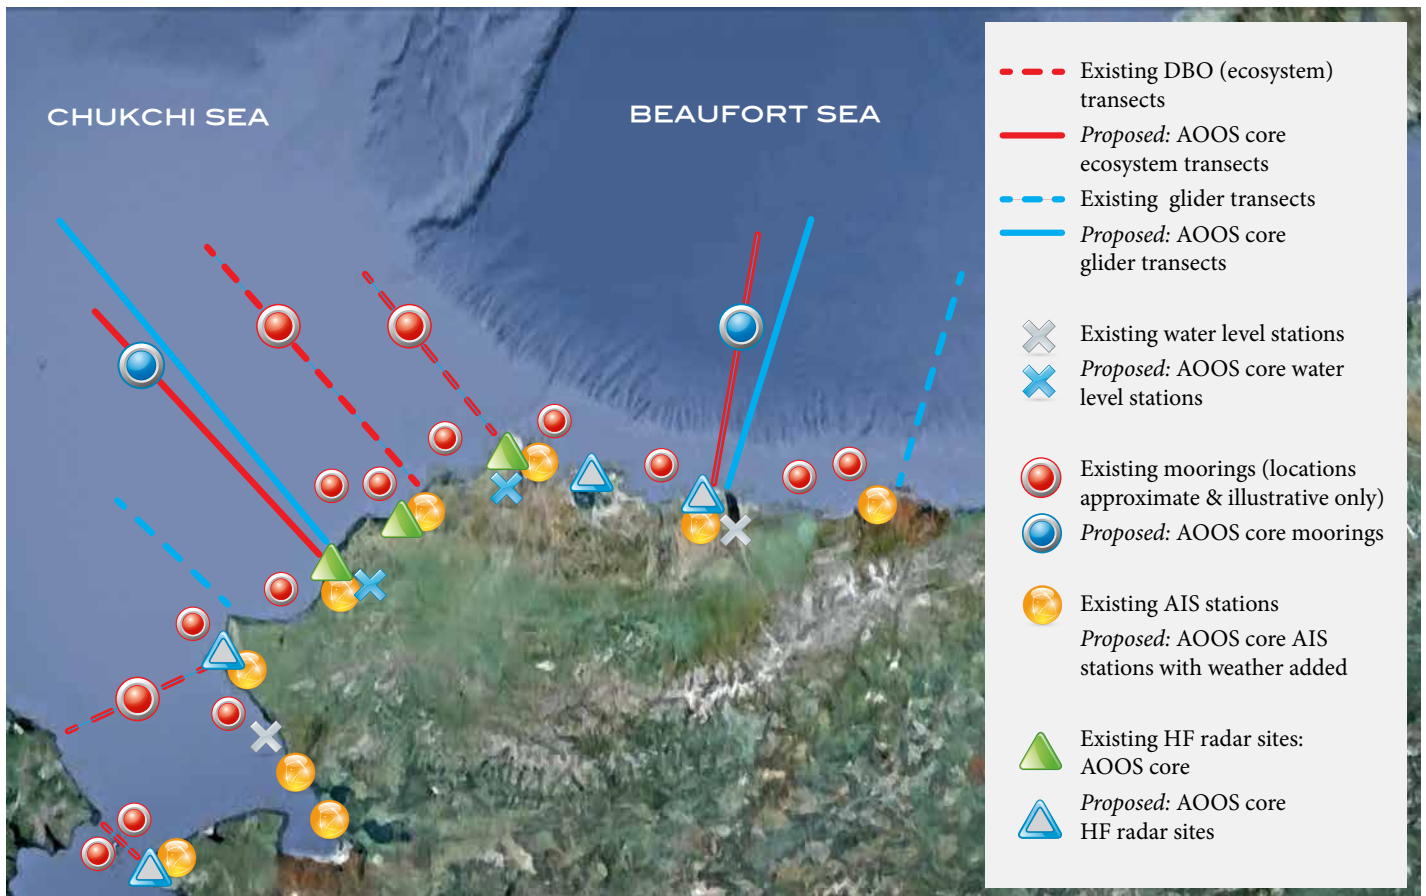 CHUKCHI SEA
BEAUFORT SEA
Existing DBO (ecosystem)
transects
Proposed: AOOS core
ecosystem transects
Existing glider transects
Proposed: AOOS core
glider transects
Existing water level stations
Proposed: AOOS core water
level stations
Existing moorings (locations
approximate & illustrative only)
Proposed: AOOS core moorings
Existing AIS stations
Proposed: AOOS core AIS
stations with weather added
Existing HF radar sites:
AOOS core
Proposed: AOOS core
HF radar sites